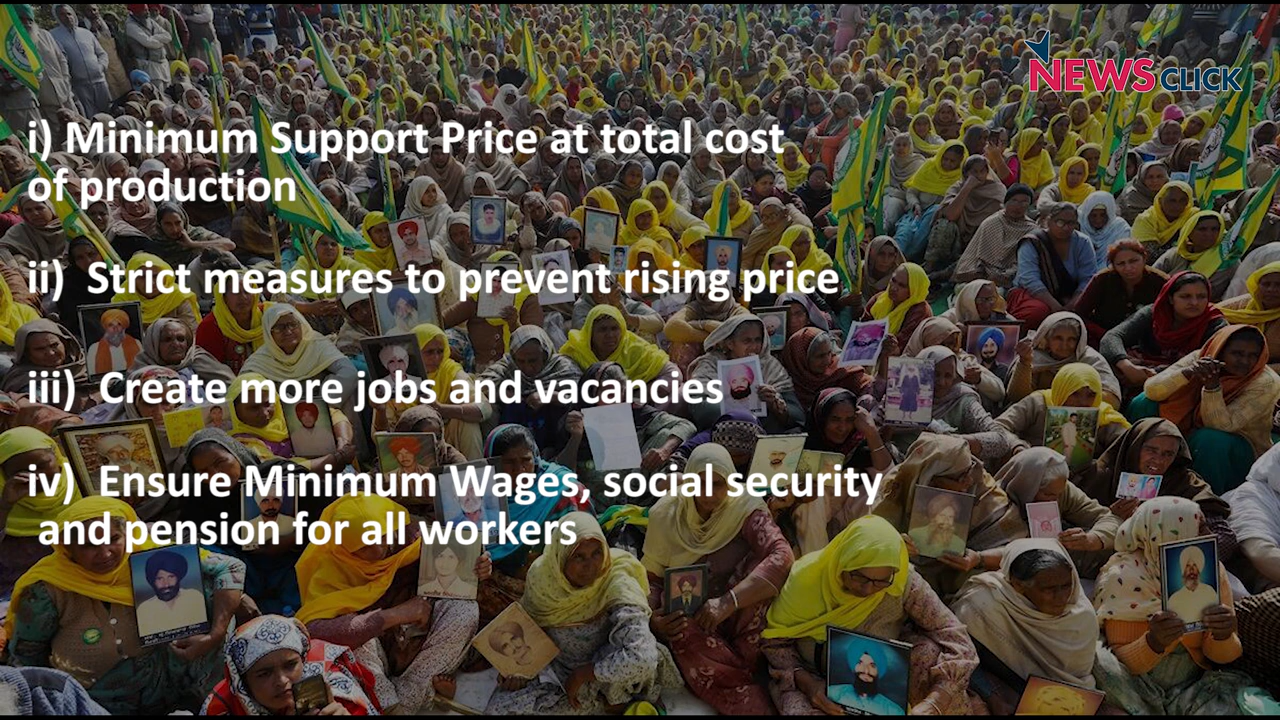 NEWSCLICK
i) Minimum Support Price at total cost
of production
ii) Strict measures to prevent rising price
iii) Create more jobs and vacancies
iv) Ensure Minimum Wages, social security
and pension for all workers